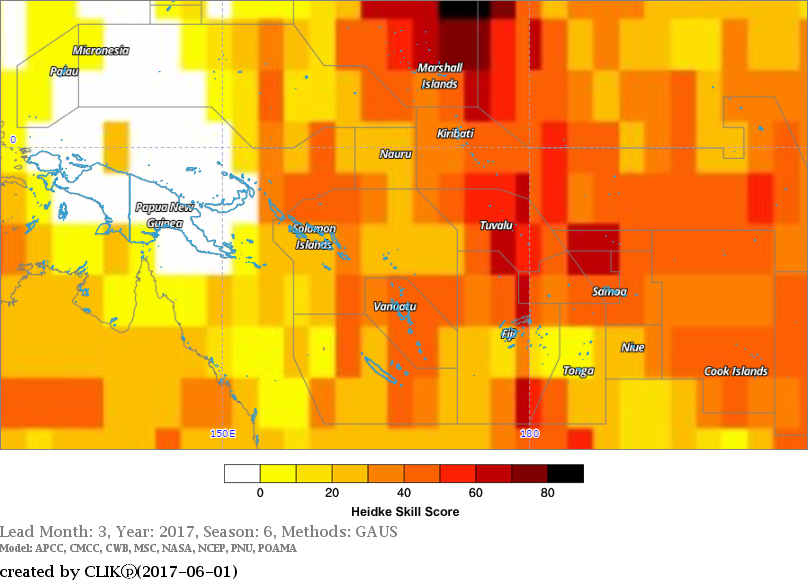 Micronesia
Palau
Marshall
Islands
0
Kiribati
Nauru
Papua New
Guinea
Solomon
Islands
Tuvalu
Samoa
Vanuatu
Fiji
Niue
Tonga
Cook Islands
150E
180
0 20 40 60 80
Heidke Skill Score
Lead Month: 3, Year: 2017, Season: 6, Methods: GAUS
Model: APCC, CMCC, CWB, MSC, NASA, NCEP, PNU, POAMA
created by CLIKⓟ(2017-06-01)